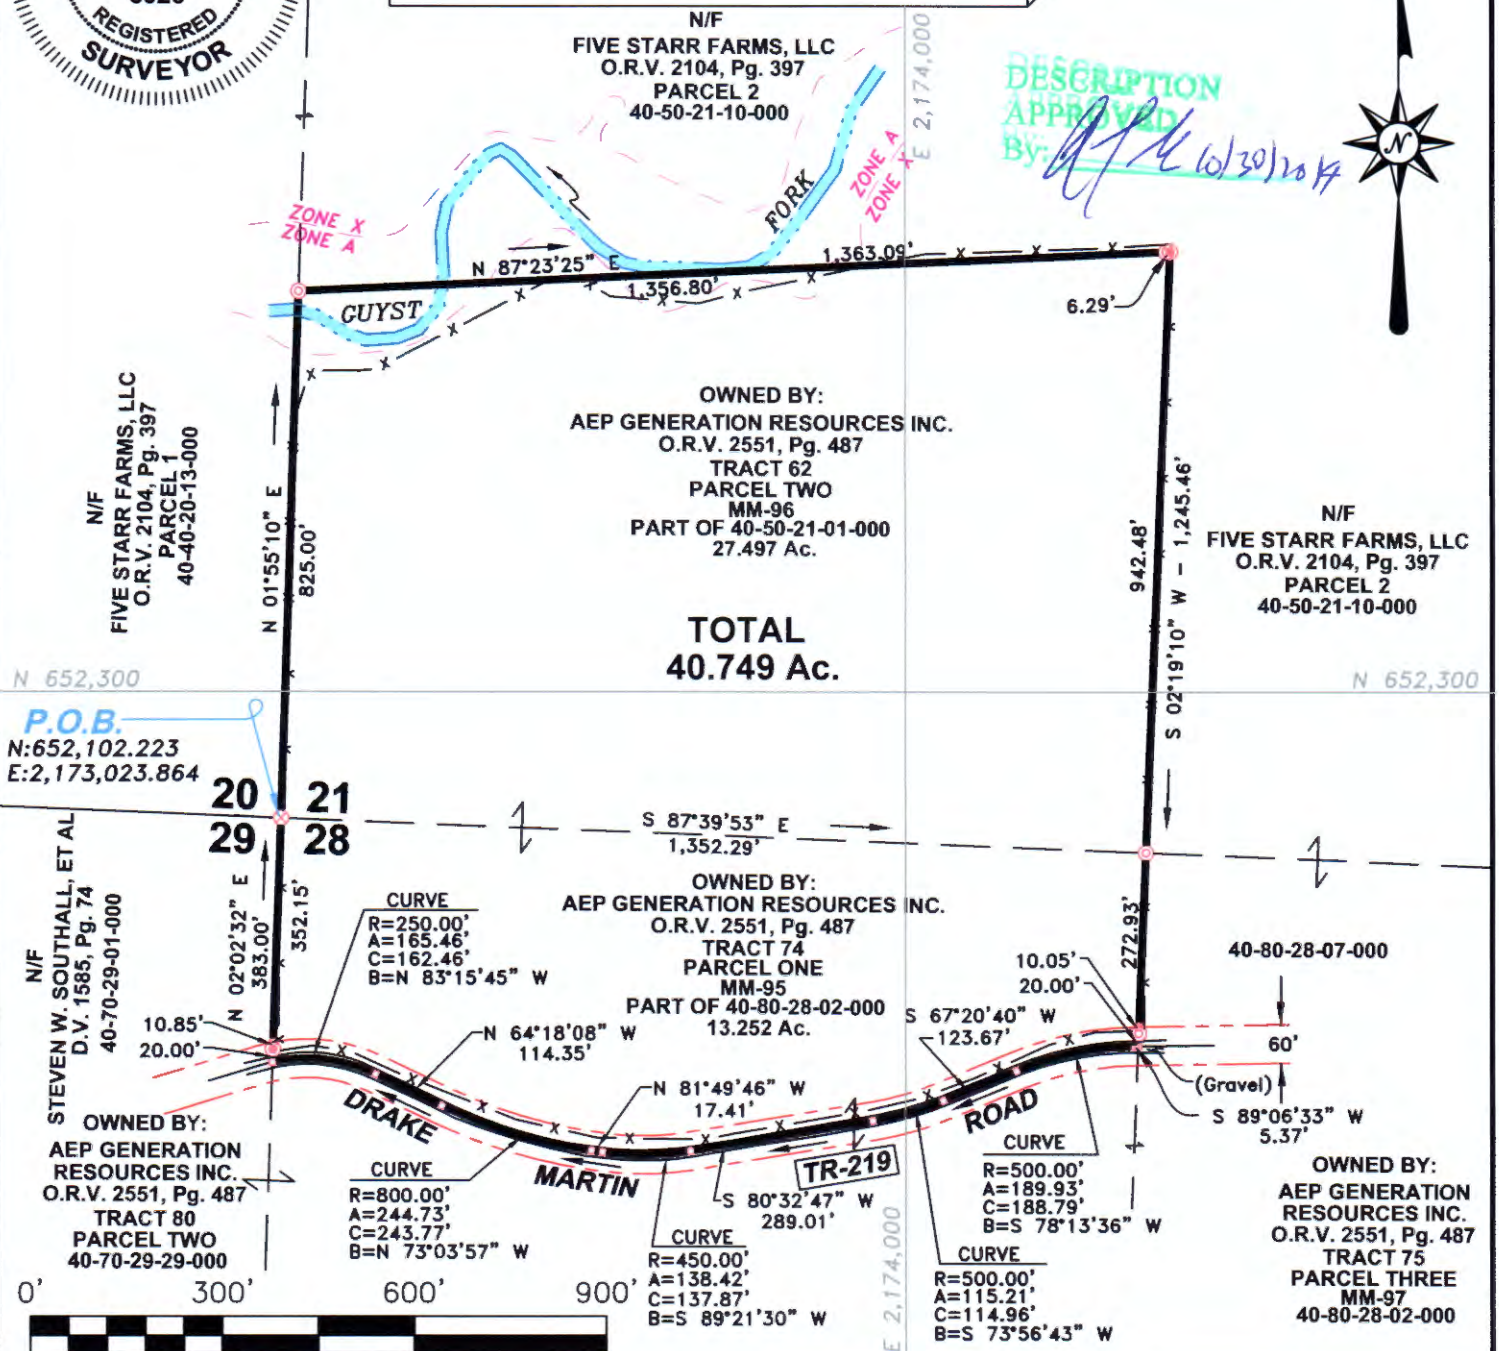 REGISTERED
SURVEYOR
N/F
FIVE STARR FARMS, LLC
O.R.V. 2104, Pg. 397
PARCEL 2
40-50-21-10-000
E 2,174,000
DESCRIPTION
APPROVED
By:
10/30/2017
N
ZONE X
ZONE A
ZONE A
ZONE X
FORK
GUYST
N 87°23'25" E
1,363.09'
1,356.80'
6.29'
OWNED BY:
AEP GENERATION RESOURCES INC.
O.R.V. 2551, Pg. 487
TRACT 62
PARCEL TWO
MM-96
PART OF 40-50-21-01-000
27.497 Ac.
N/F
FIVE STARR FARMS, LLC
O.R.V. 2104, Pg. 397
PARCEL 1
40-40-20-13-000
N 01°55'10" E
825.00'
942.48'
S 02°19'10" W - 1,245.46'
N/F
FIVE STARR FARMS, LLC
O.R.V. 2104, Pg. 397
PARCEL 2
40-50-21-10-000
TOTAL
40.749 Ac.
N 652,300
N 652,300
P.O.B.
N:652,102.223
E:2,173,023.864
20 21
29 28
S 87°39'53" E
1,352.29'
N/F
STEVEN W. SOUTHALL, ET AL
D.V. 1585, Pg. 74
40-70-29-01-000
N 02°02'32" E
383.00'
352.15'
CURVE
R=250.00'
A=165.46'
C=162.46'
B=N 83°15'45" W
OWNED BY:
AEP GENERATION RESOURCES INC.
O.R.V. 2551, Pg. 487
TRACT 74
PARCEL ONE
MM-95
PART OF 40-80-28-02-000
13.252 Ac.
272.93'
10.05'
20.00'
40-80-28-07-000
60'
10.85'
20.00'
N 64°18'08" W
114.35'
S 67°20'40" W
123.67'
N 81°49'46" W
17.41'
(Gravel)
S 89°06'33" W
5.37'
DRAKE
MARTIN
ROAD
TR-219
OWNED BY:
AEP GENERATION
RESOURCES INC.
O.R.V. 2551, Pg. 487
TRACT 80
PARCEL TWO
40-70-29-29-000
CURVE
R=800.00'
A=244.73'
C=243.77'
B=N 73°03'57" W
S 80°32'47" W
289.01'
CURVE
R=450.00'
A=138.42'
C=137.87'
B=S 89°21'30" W
CURVE
R=500.00'
A=189.93'
C=188.79'
B=S 78°13'36" W
CURVE
R=500.00'
A=115.21'
C=114.96'
B=S 73°56'43" W
E 2,174,000
OWNED BY:
AEP GENERATION
RESOURCES INC.
O.R.V. 2551, Pg. 487
TRACT 75
PARCEL THREE
MM-97
40-80-28-02-000
0' 300' 600' 900'